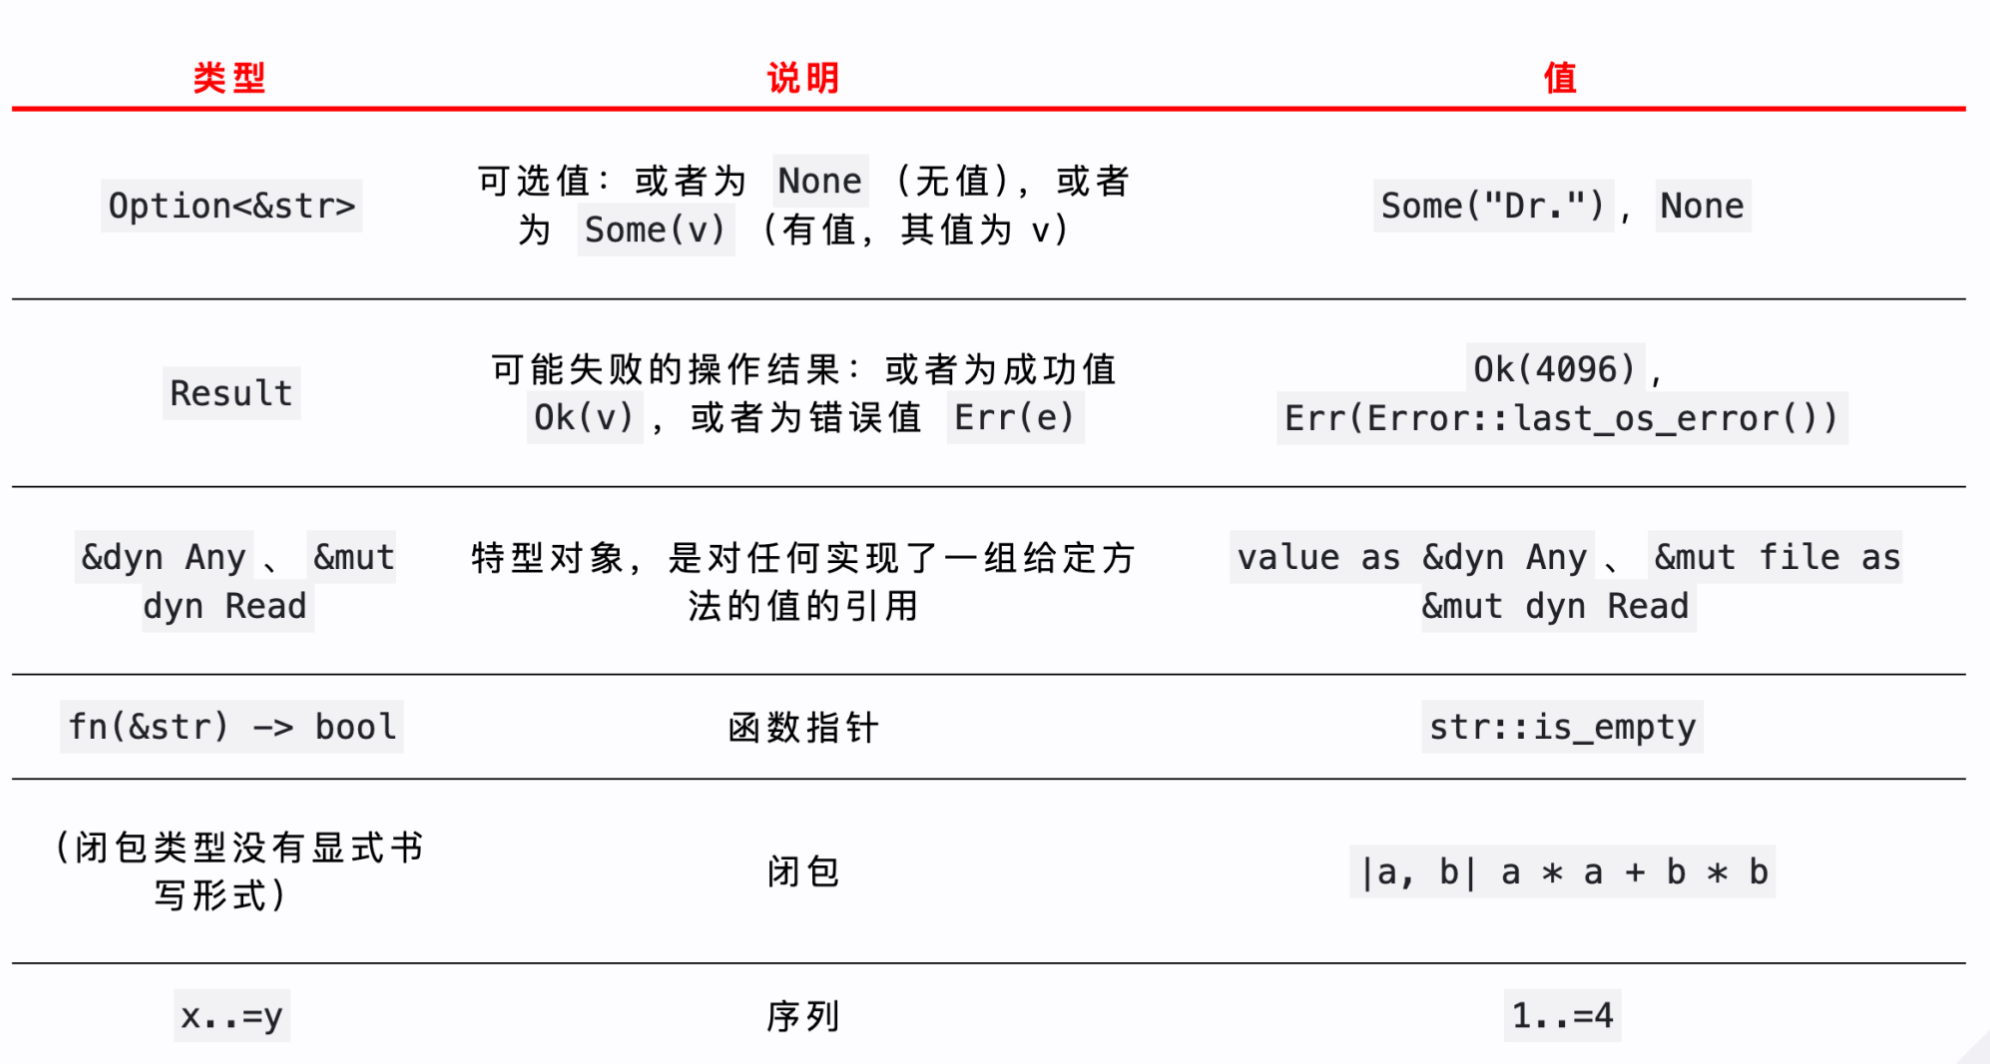 类型 说明 值
可选值：或者为 None （无值），或者
Option<&str> Some("Dr.") , None
为 Some(v) （有值，其值为 v）
可能失败的操作结果：或者为成功值 Ok(4096) ,
Result
Ok(v) ，或者为错误值 Err(e) Err(Error::last_os_error())
&dyn Any 、 &mut 特型对象，是对任何实现了一组给定方 value as &dyn Any 、 &mut file as
dyn Read 法的值的引用 &mut dyn Read
fn(&str) -> bool 函数指针 str::is_empty
（闭包类型没有显式书
闭包 |a, b| a * a + b * b
写形式）
x..=y 序列 1..=4